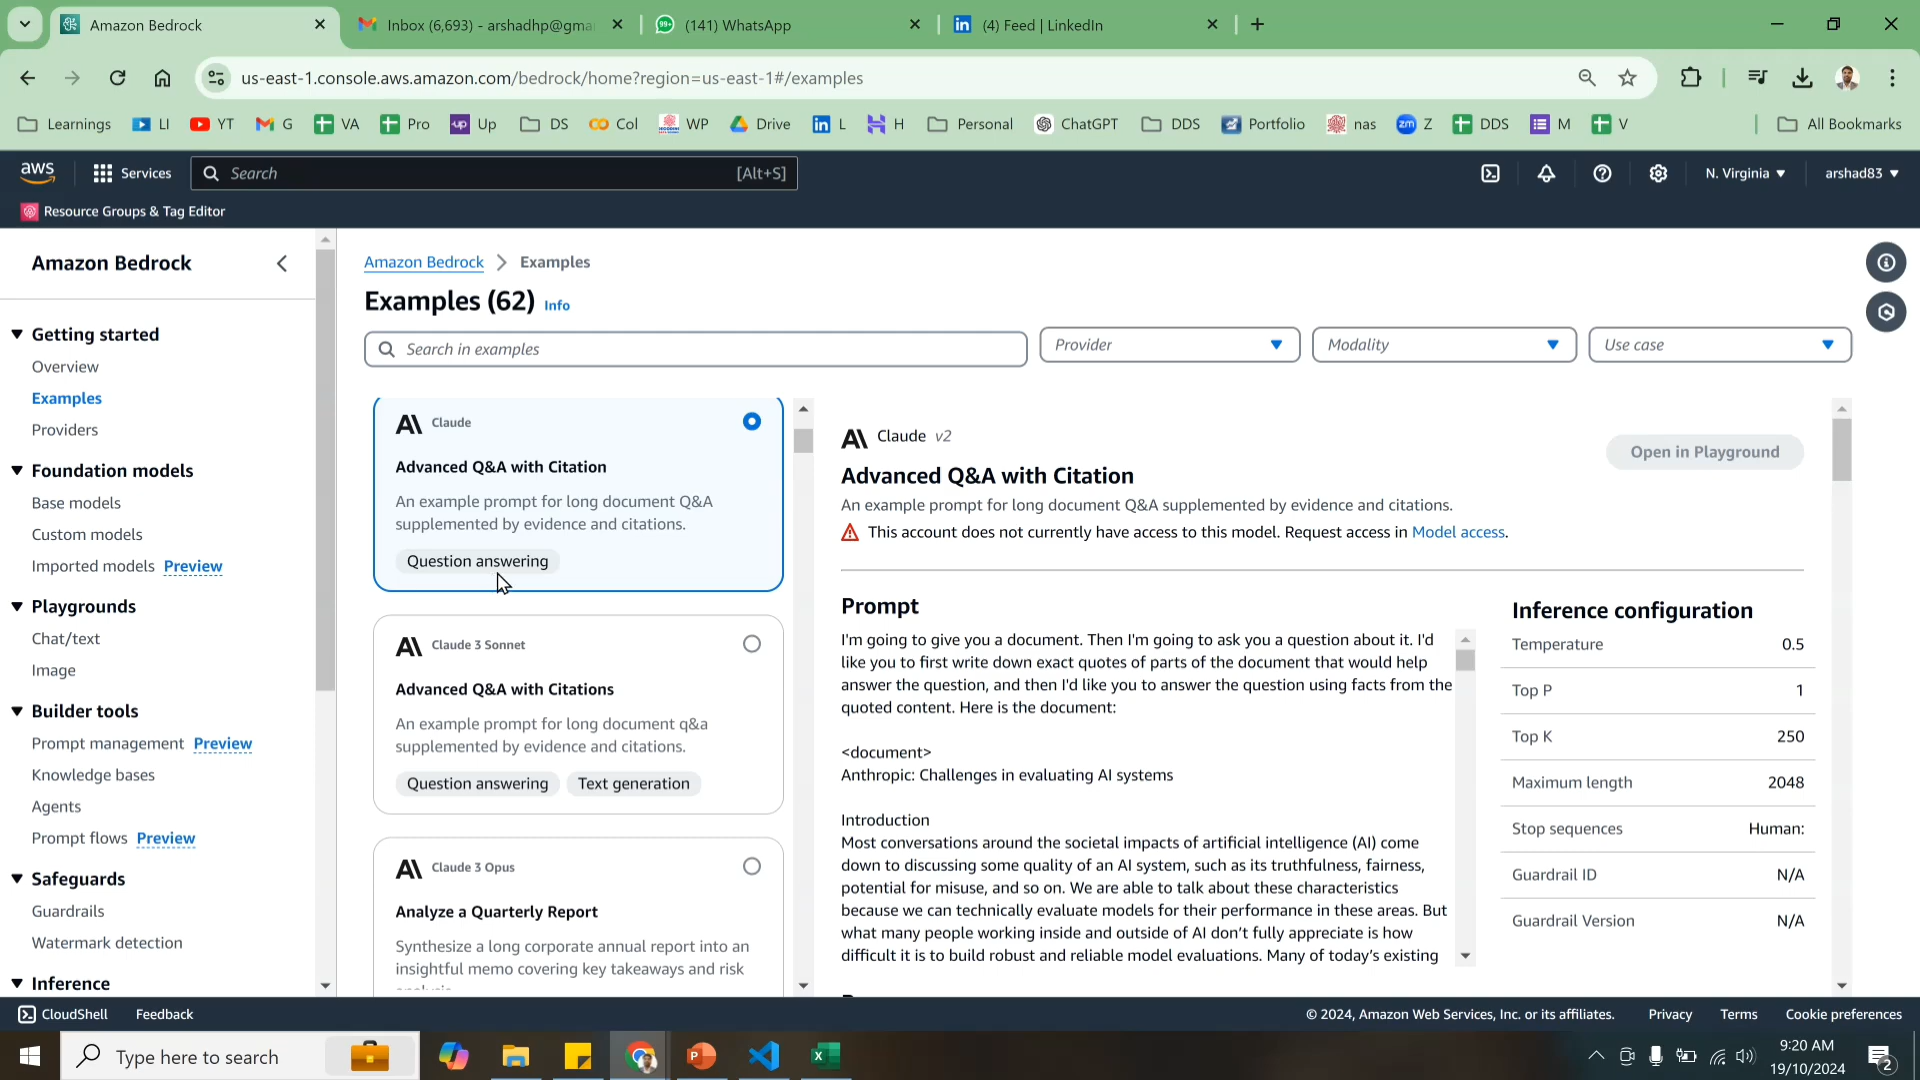 Amazon Bedrock
Inbox (6,693) - arshadhp@gma
99+
(141) WhatsApp
(4) Feed | LinkedIn
us-east-1.console.aws.amazon.com/bedrock/home?region=us-east-1#/examples
Learnings
LI
YT
G
VA
Pro
Up
DS
Col
WP
Drive
L
H
Personal
ChatGPT
DDS
Portfolio
nas
Z
DDS
M
V
All Bookmarks
aws
Services
Search
[Alt+S]
N. Virginia
arshad83
Resource Groups & Tag Editor
Amazon Bedrock
Getting started
Overview
Examples
Providers
Foundation models
Base models
Custom models
Imported models Preview
Playgrounds
Chat/text
Image
Builder tools
Prompt management Preview
Knowledge bases
Agents
Prompt flows Preview
Safeguards
Guardrails
Watermark detection
Inference
Amazon Bedrock > Examples
Examples (62) Info
Search in examples
Provider
Modality
Use case
Claude
Advanced Q&A with Citation
An example prompt for long document Q&A
supplemented by evidence and citations.
Question answering
Claude 3 Sonnet
Advanced Q&A with Citations
An example prompt for long document q&a
supplemented by evidence and citations.
Question answering
Text generation
Claude 3 Opus
Analyze a Quarterly Report
Synthesize a long corporate annual report into an
insightful memo covering key takeaways and risk
Claude v2
Open in Playground
Advanced Q&A with Citation
An example prompt for long document Q&A supplemented by evidence and citations.
This account does not currently have access to this model. Request access in Model access.
Prompt
I'm going to give you a document. Then I'm going to ask you a question about it. I'd
like you to first write down exact quotes of parts of the document that would help
answer the question, and then I'd like you to answer the question using facts from the
quoted content. Here is the document:
<document>
Anthropic: Challenges in evaluating AI systems
Introduction
Most conversations around the societal impacts of artificial intelligence (AI) come
down to discussing some quality of an AI system, such as its truthfulness, fairness,
potential for misuse, and so on. We are able to talk about these characteristics
because we can technically evaluate models for their performance in these areas. But
what many people working inside and outside of AI don't fully appreciate is how
difficult it is to build robust and reliable model evaluations. Many of today's existing
Inference configuration
Temperature 0.5
Top P 1
Top K 250
Maximum length 2048
Stop sequences Human:
Guardrail ID N/A
Guardrail Version N/A
CloudShell
Feedback
© 2024, Amazon Web Services, Inc. or its affiliates.
Privacy
Terms
Cookie preferences
Type here to search
9:20 AM
19/10/2024
2